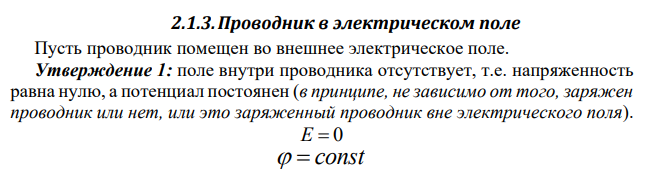 2.1.3. Проводник в электрическом поле
Пусть проводник помещен во внешнее электрическое поле.
Утверждение 1: поле внутри проводника отсутствует, т.е. напряженность
равна нулю, а потенциал постоянен (в принципе, не зависимо от того, заряжен
проводник или нет, или это заряженный проводник вне электрического поля).
E = 0
φ = const